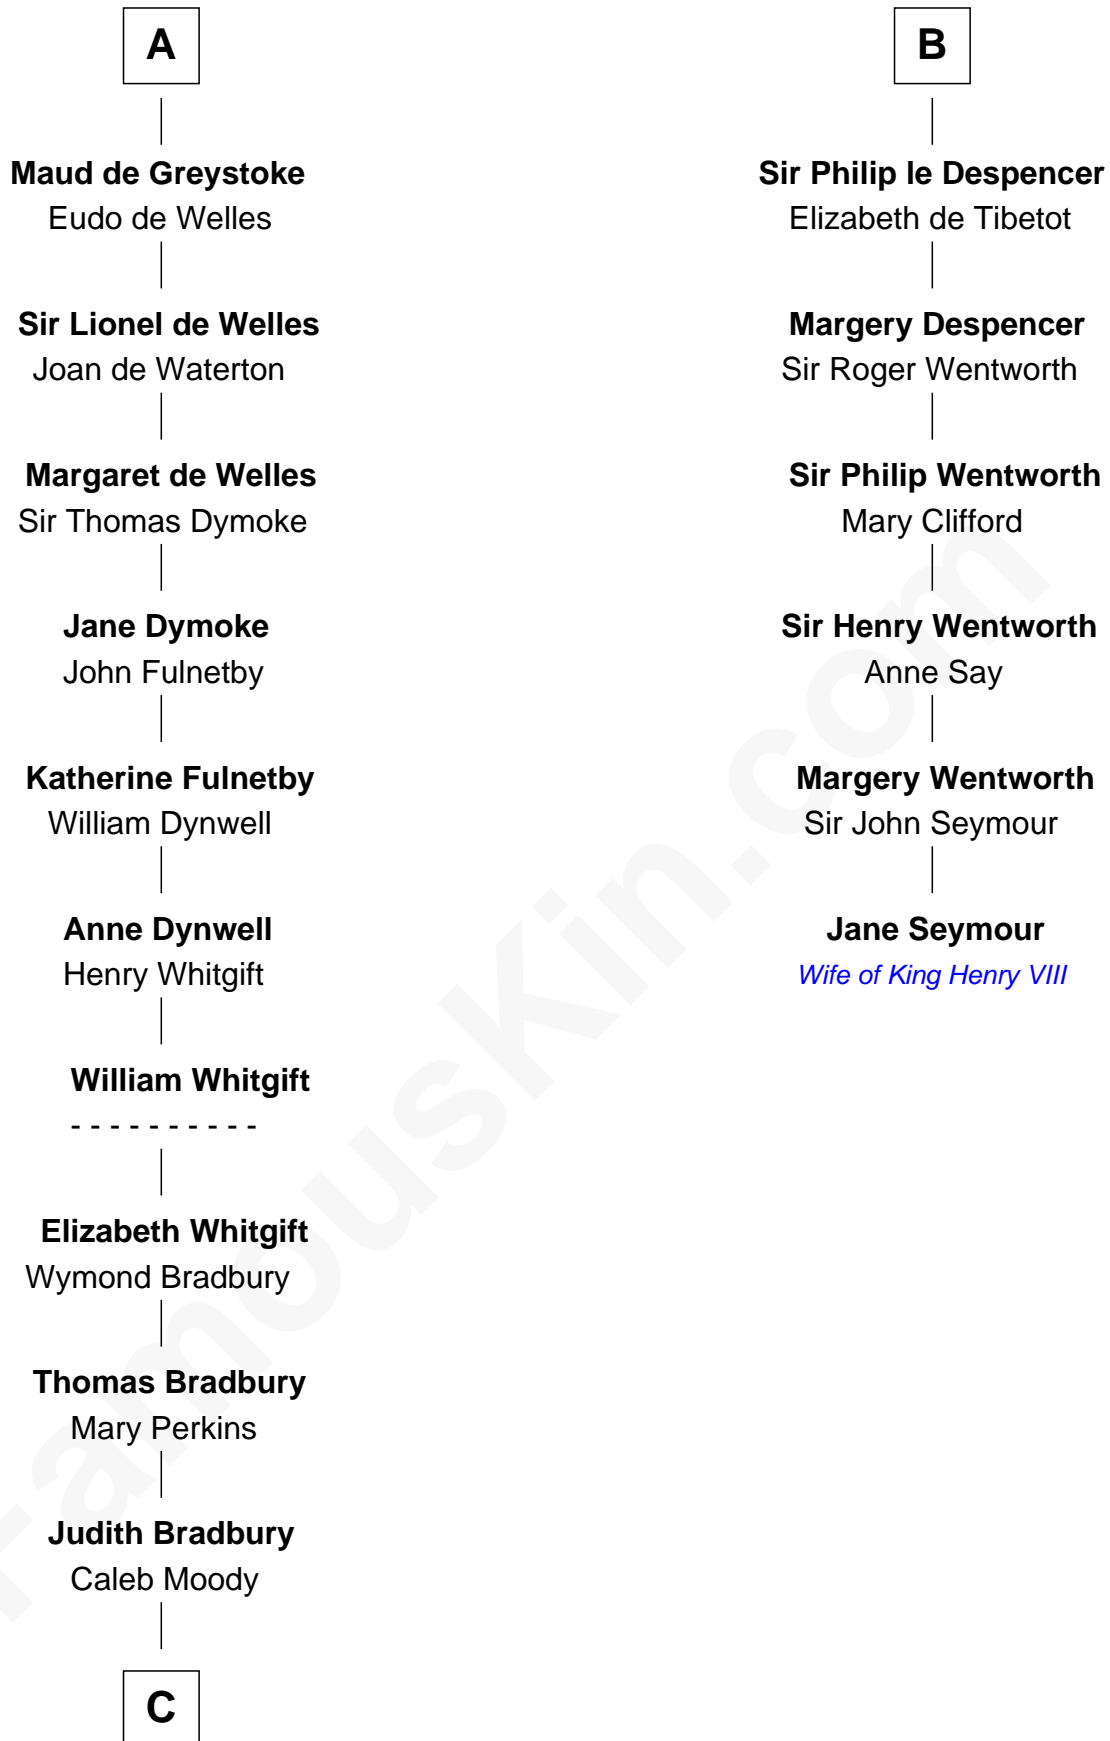 A
Maud de Greystoke
Eudo de Welles
Sir Lionel de Welles
Joan de Waterton
Margaret de Welles
Sir Thomas Dymoke
Jane Dymoke
John Fulnetby
Katherine Fulnetby
William Dynwell
Anne Dynwell
Henry Whitgift
William Whitgift
- - - - - - - - - -
Elizabeth Whitgift
Wymond Bradbury
Thomas Bradbury
Mary Perkins
Judith Bradbury
Caleb Moody
C
B
Sir Philip le Despencer
Elizabeth de Tibetot
Margery Despencer
Sir Roger Wentworth
Sir Philip Wentworth
Mary Clifford
Sir Henry Wentworth
Anne Say
Margery Wentworth
Sir John Seymour
Jane Seymour
Wife of King Henry VIII
FamousKin.com